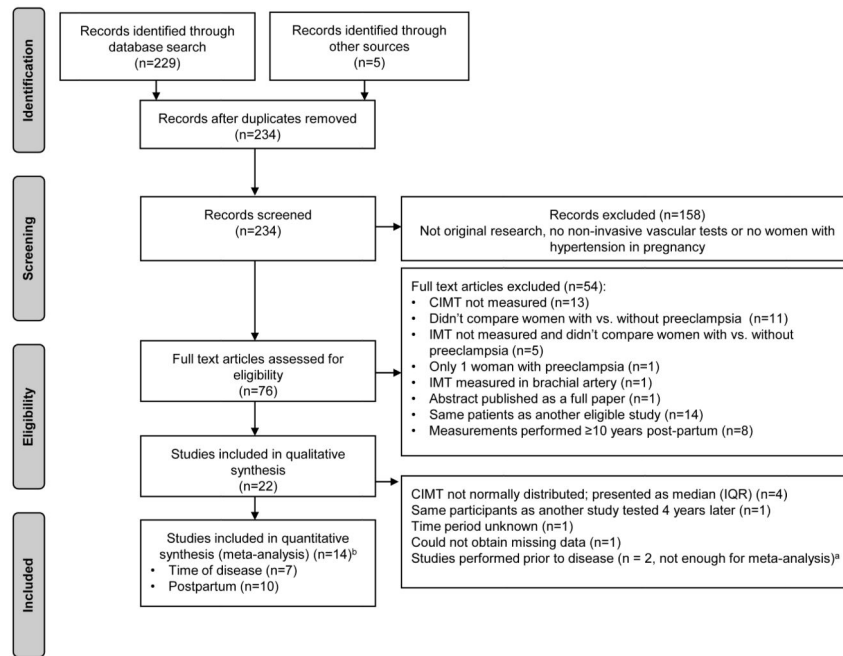 Identification
Records identified through
database search
(n=229)
Records identified through
other sources
(n=5)
Records after duplicates removed
(n=234)
Screening
Records screened
(n=234)
Records excluded (n=158)
Not original research, no non-invasive vascular tests or no women with
hypertension in pregnancy
Eligibility
Full text articles assessed for
eligibility
(n=76)
Full text articles excluded (n=54):
• CIMT not measured (n=13)
• Didn't compare women with vs. without preeclampsia (n=11)
• IMT not measured and didn't compare women with vs. without
preeclampsia (n=5)
• Only 1 woman with preeclampsia (n=1)
• IMT measured in brachial artery (n=1)
• Abstract published as a full paper (n=1)
• Same patients as another eligible study (n=14)
• Measurements performed ≥10 years post-partum (n=8)
Studies included in qualitative
synthesis
(n=22)
CIMT not normally distributed; presented as median (IQR) (n=4)
Same participants as another study tested 4 years later (n=1)
Time period unknown (n=1)
Could not obtain missing data (n=1)
Studies performed prior to disease (n = 2, not enough for meta-analysis)ᵃ
Included
Studies included in quantitative
synthesis (meta-analysis) (n=14)ᵇ
• Time of disease (n=7)
• Postpartum (n=10)